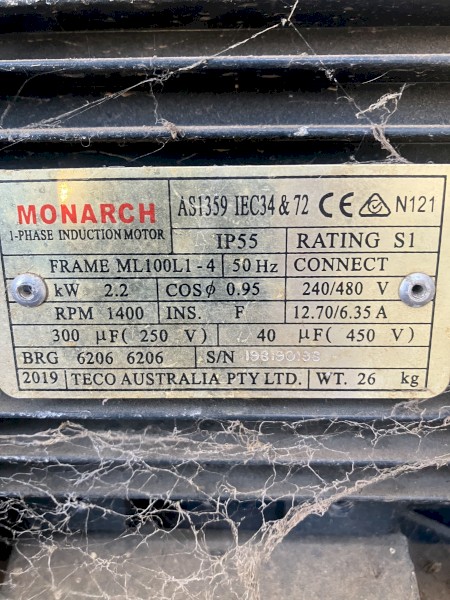 MONARCH
1-PHASE INDUCTION MOTOR
AS1359 IEC34 & 72 CE N121
IP55 RATING S1
FRAME ML100L1-4 50 Hz CONNECT
kW 2.2 COSϕ 0.95 240/480 V
RPM 1400 INS. F 12.70/6.35 A
300 µF( 250 V) 40 µF( 450 V)
BRG 6206 6206 S/N
2019 TECO AUSTRALIA PTY LTD. WT. 26 kg